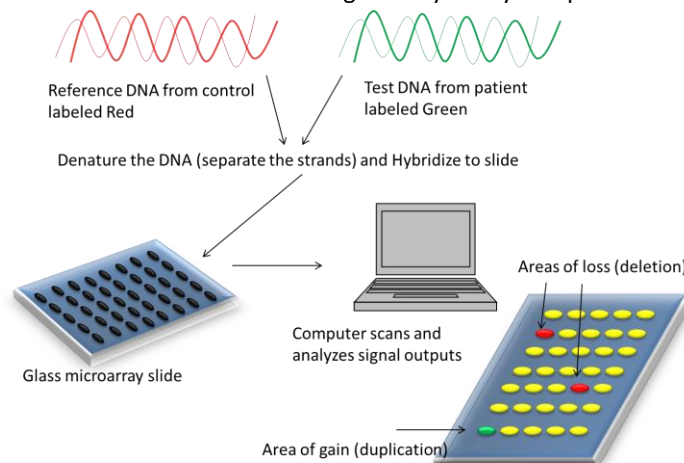 Reference DNA from control
labeled Red
Test DNA from patient
labeled Green
Denature the DNA (separate the strands) and Hybridize to slide
Areas of loss (deletion)
Computer scans and
analyzes signal outputs
Glass microarray slide
Area of gain (duplication)